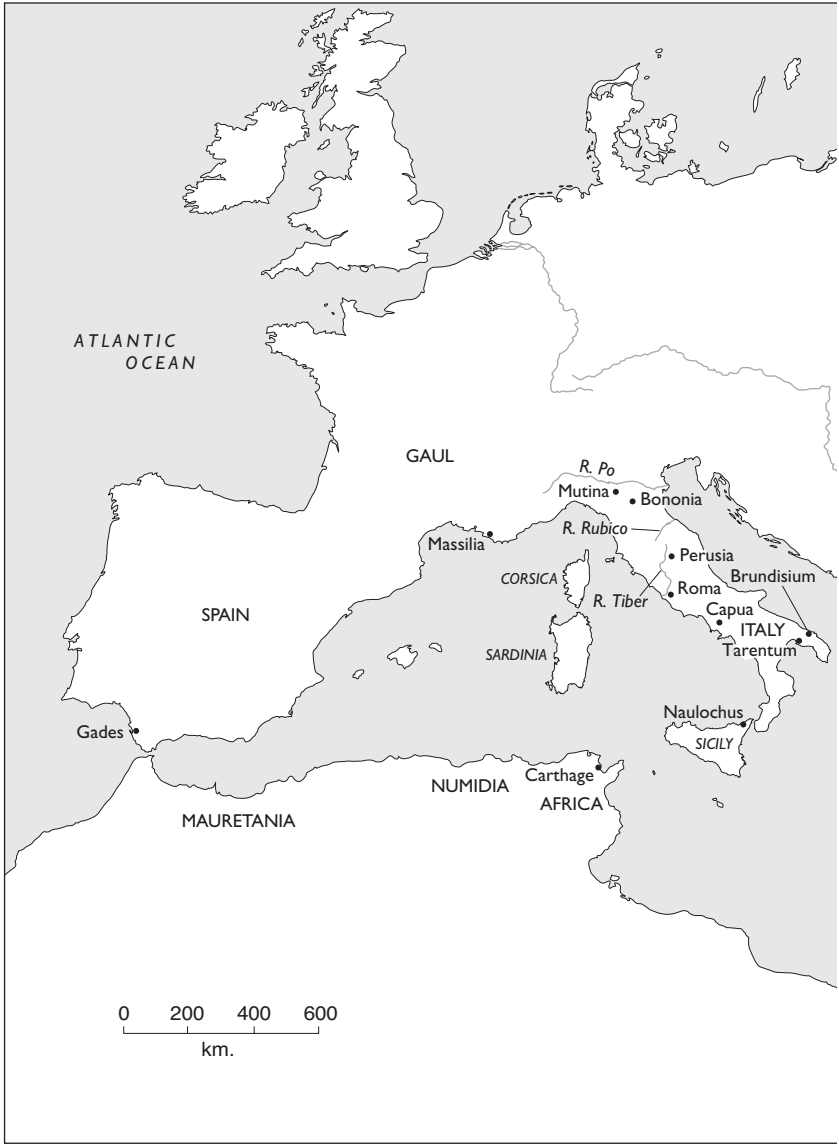 ATLANTIC
OCEAN
GAUL
R. Po
Mutina
Bononia
R. Rubico
Massilia
Perusia
Brundisium
CORSICA
R. Tiber
Roma
SPAIN
Capua
ITALY
SARDINIA
Tarentum
Naulochus
Gades
SICILY
Carthage
NUMIDIA
AFRICA
MAURETANIA
0 200 400 600
km.